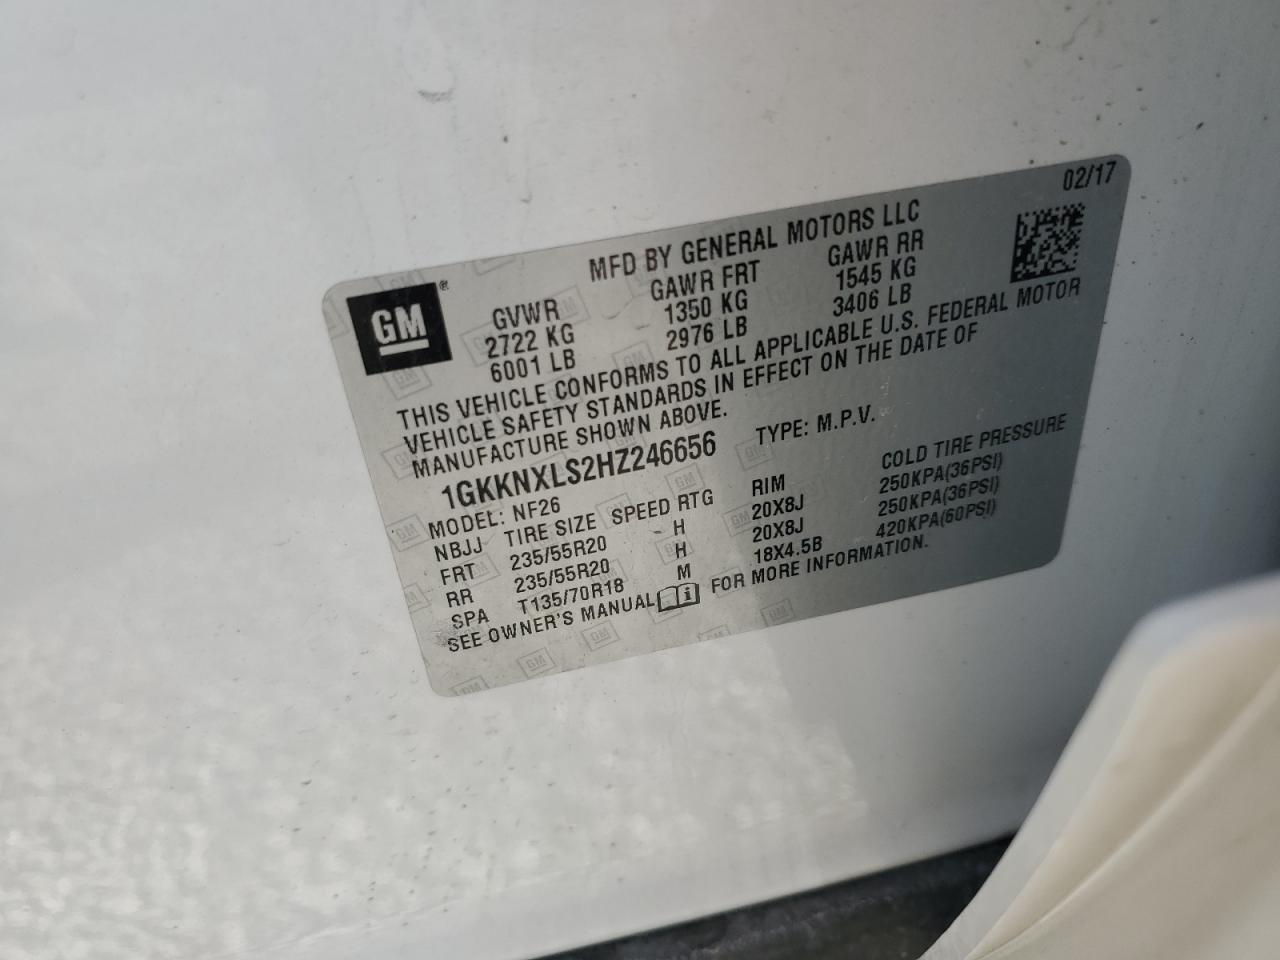 02/17
MFD BY GENERAL MOTORS LLC
GM®
GVWR GAWR FRT GAWR RR
2722 KG 1350 KG 1545 KG
6001 LB 2976 LB 3406 LB
THIS VEHICLE CONFORMS TO ALL APPLICABLE U.S. FEDERAL MOTOR
VEHICLE SAFETY STANDARDS IN EFFECT ON THE DATE OF
MANUFACTURE SHOWN ABOVE.
1GKKNXLS2HZ246656 TYPE: M.P.V.
MODEL: NF26
NBJJ TIRE SIZE SPEED RTG RIM COLD TIRE PRESSURE
FRT 235/55R20 H 20X8J 250KPA(36PSI)
RR 235/55R20 H 20X8J 250KPA(36PSI)
SPA T135/70R18 M 18X4.5B 420KPA(60PSI)
SEE OWNER'S MANUAL FOR MORE INFORMATION.